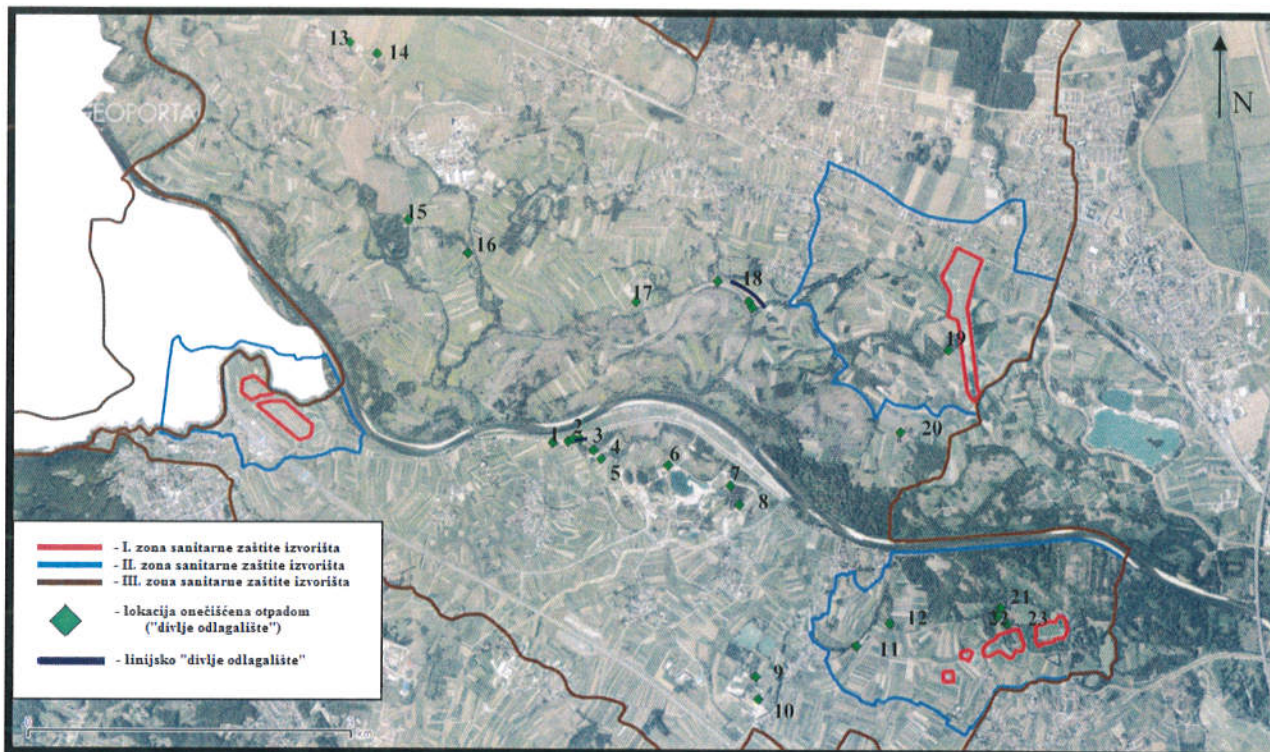 13
14
EOPORTA
N
15
16
17
18
19
20
1
2
3
4
5
6
7
8
9
10
11
12
21
22
23
- I. zona sanitarne zaštite izvorišta
- II. zona sanitarne zaštite izvorišta
- III. zona sanitarne zaštite izvorišta
- lokacija onečišćena otpadom
("divlje odlagalište")
- linijsko "divlje odlagalište"